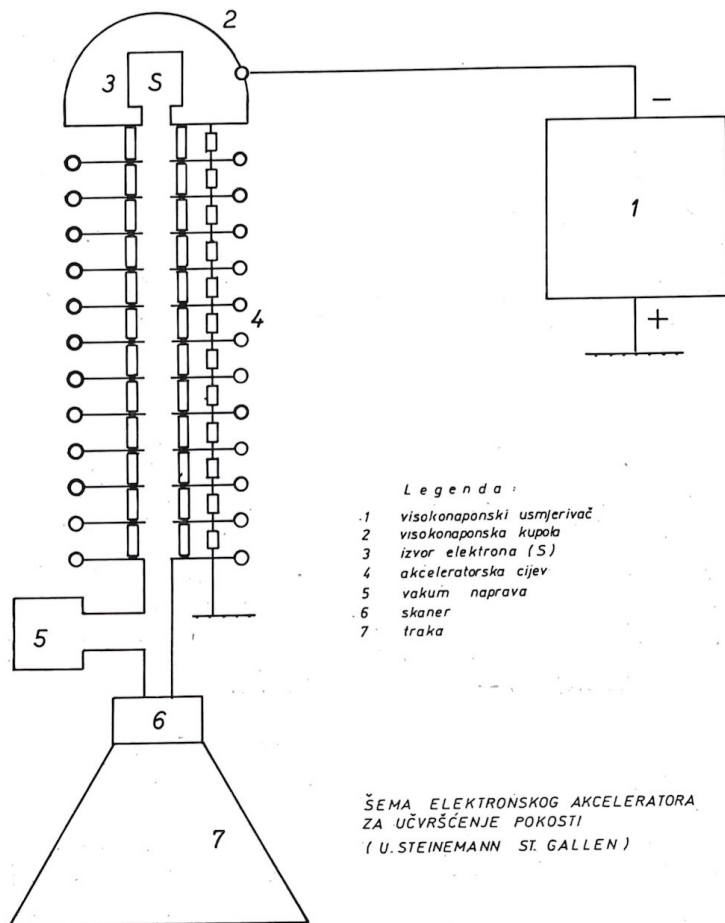 2
3
S
−
1
+
4
Legenda :
1 visokonaponski usmjerivač
2 visokonaponska kupola
3 izvor elektrona (S)
4 akceleratorska cijev
5 vakum naprava
6 skaner
7 traka
5
6
7
ŠEMA ELEKTRONSKOG AKCELERATORA
ZA UČVRŠĆENJE POKOSTI
(U. STEINEMANN ST. GALLEN)